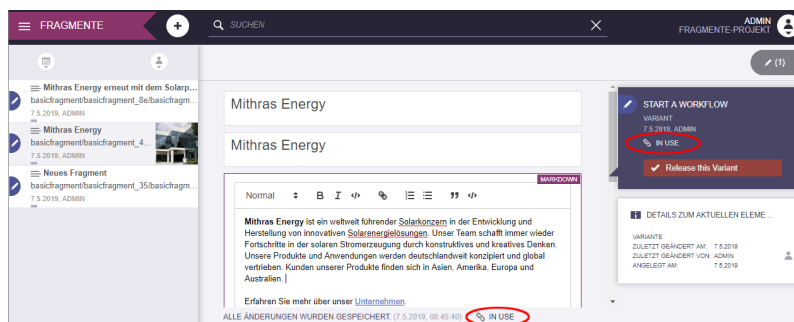 FRAGMENTE
SUCHEN
ADMIN
FRAGMENTE-PROJEKT
(1)
Mithras Energy erneut mit dem Solarp...
basicfragment/basicfragment_8e/basicfragm...
7.5.2019, ADMIN
Mithras Energy
basicfragment/basicfragment_4...
7.5.2019, ADMIN
Neues Fragment
basicfragment/basicfragment_35/basicfragm...
7.5.2019, ADMIN
Mithras Energy
Mithras Energy
MARKDOWN
Normal
Mithras Energy ist ein weltweit führender Solarkonzern in der Entwicklung und
Herstellung von innovativen Solarenergielösungen. Unser Team schafft immer wieder
Fortschritte in der solaren Stromerzeugung durch konstruktives und kreatives Denken.
Unsere Produkte und Anwendungen werden deutschlandweit konzipiert und global
vertrieben. Kunden unserer Produkte finden sich in Asien, Amerika, Europa und
Australien.
Erfahren Sie mehr über unser Unternehmen.
ALLE ÄNDERUNGEN WURDEN GESPEICHERT. (7.5.2019, 08:45:40) IN USE
START A WORKFLOW
VARIANT
7.5.2019, ADMIN
IN USE
Release this Variant
DETAILS ZUM AKTUELLEN ELEME...
VARIANTE
ZULETZT GEÄNDERT AM: 7.5.2019
ZULETZT GEÄNDERT VON: ADMIN
ANGELEGT AM: 7.5.2019